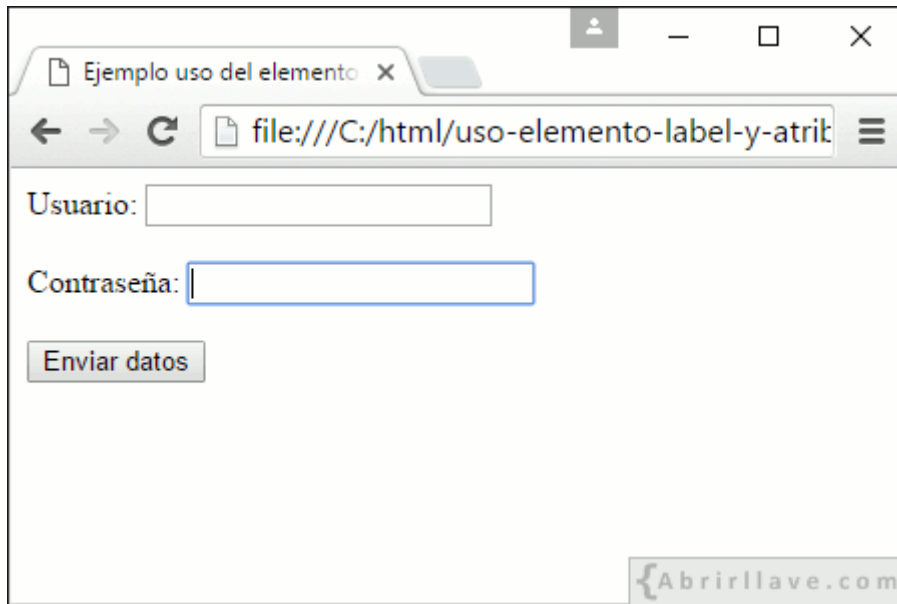 Ejemplo uso del elemento
file:///C:/html/uso-elemento-label-y-atrib
Usuario:
Contraseña:
Enviar datos
{Abrirllave.com